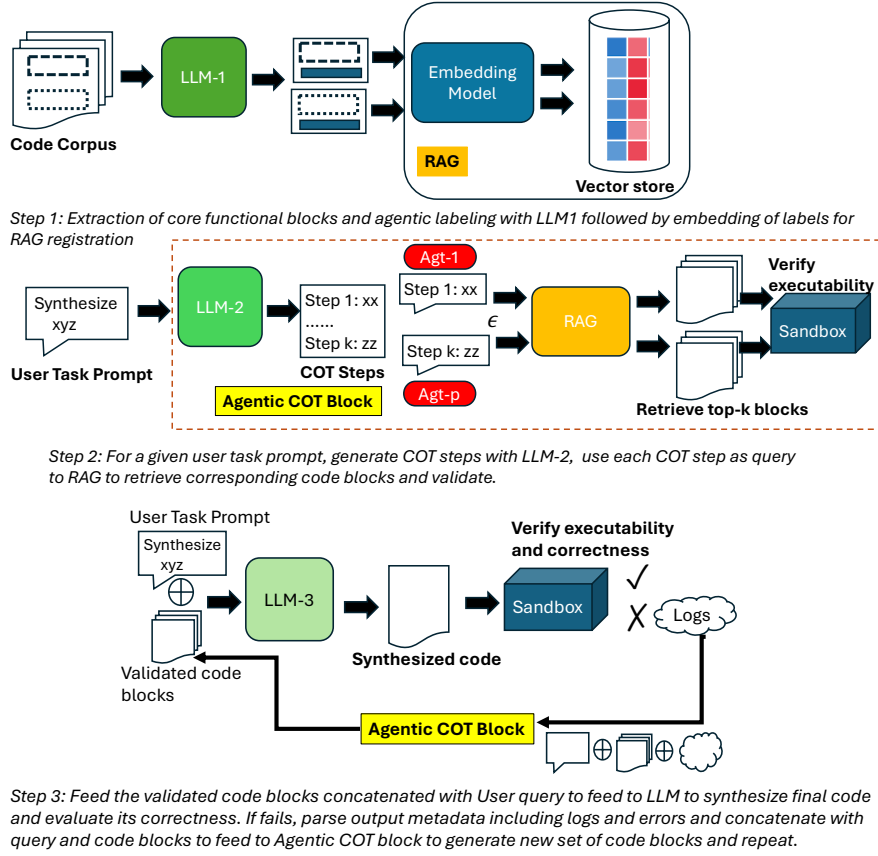 LLM-1
Embedding
Model
Code Corpus
RAG
Vector store
Step 1: Extraction of core functional blocks and agentic labeling with LLM1 followed by embedding of labels for
RAG registration
Agt-1
Verify
executability
Synthesize
xyz
LLM-2
Step 1: xx
......
Step k: zz
Step 1: xx
ϵ
Step k: zz
RAG
Sandbox
User Task Prompt
COT Steps
Agentic COT Block
Agt-p
Retrieve top-k blocks
Step 2: For a given user task prompt, generate COT steps with LLM-2, use each COT step as query
to RAG to retrieve corresponding code blocks and validate.
User Task Prompt
Synthesize
xyz
LLM-3
Verify executability
and correctness
Sandbox
Logs
Synthesized code
Validated code
blocks
Agentic COT Block
Step 3: Feed the validated code blocks concatenated with User query to feed to LLM to synthesize final code
and evaluate its correctness. If fails, parse output metadata including logs and errors and concatenate with
query and code blocks to feed to Agentic COT block to generate new set of code blocks and repeat.